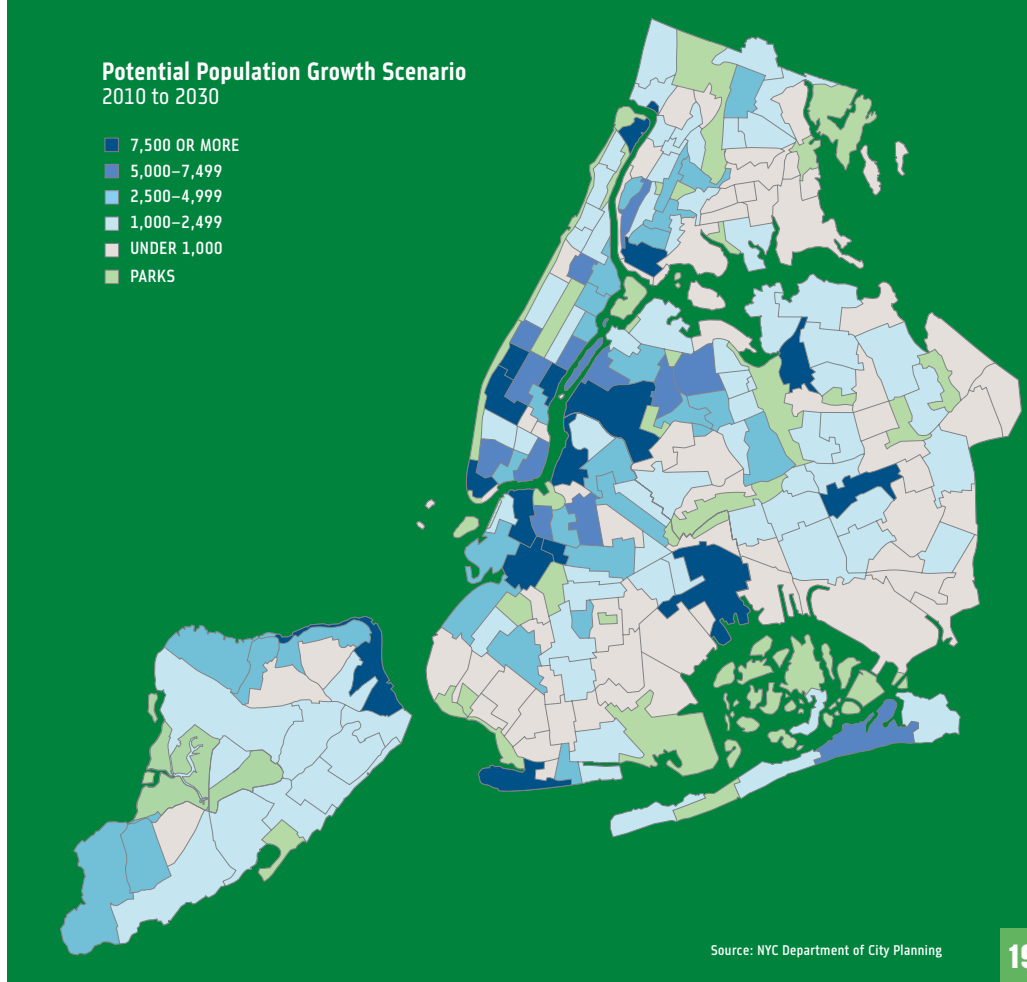 Potential Population Growth Scenario
2010 to 2030
7,500 OR MORE
5,000–7,499
2,500–4,999
1,000–2,499
UNDER 1,000
PARKS
Source: NYC Department of City Planning